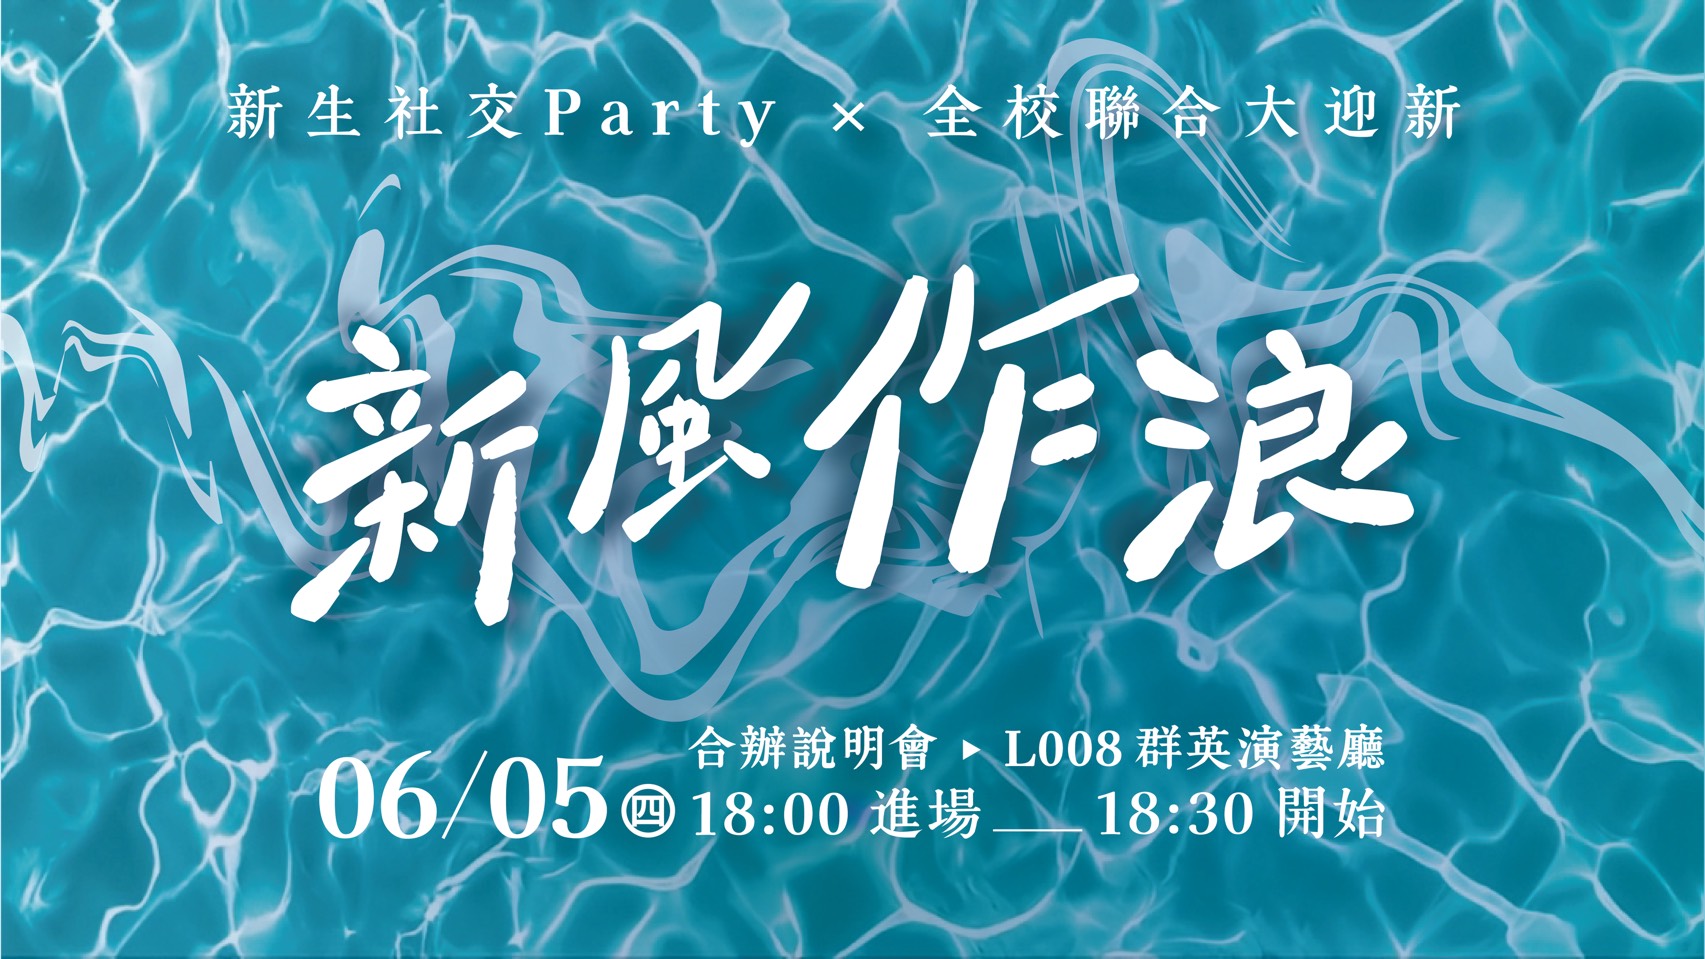 新生社交Party × 全校聯合大迎新
新風作浪
06/05㊃
合辦說明會 ▸ L008 群英演藝廳
18:00 進場 —— 18:30 開始